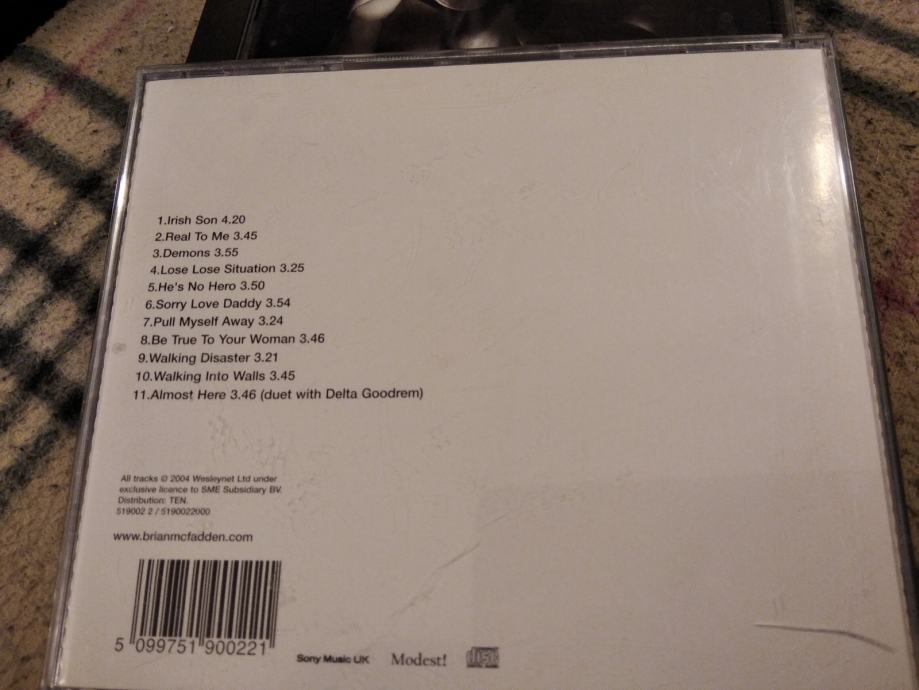 1.Irish Son 4.20
2.Real To Me 3.45
3.Demons 3.55
4.Lose Lose Situation 3.25
5.He's No Hero 3.50
6.Sorry Love Daddy 3.54
7.Pull Myself Away 3.24
8.Be True To Your Woman 3.46
9.Walking Disaster 3.21
10.Walking Into Walls 3.45
11.Almost Here 3.46 (duet with Delta Goodrem)
All tracks © 2004 Wesleynet Ltd under
exclusive licence to SME Subsidiary BV.
Distribution: TEN.
519002 2 / 5190022000
www.brianmcfadden.com
5 099751 900221
Sony Music UK Modest! disc